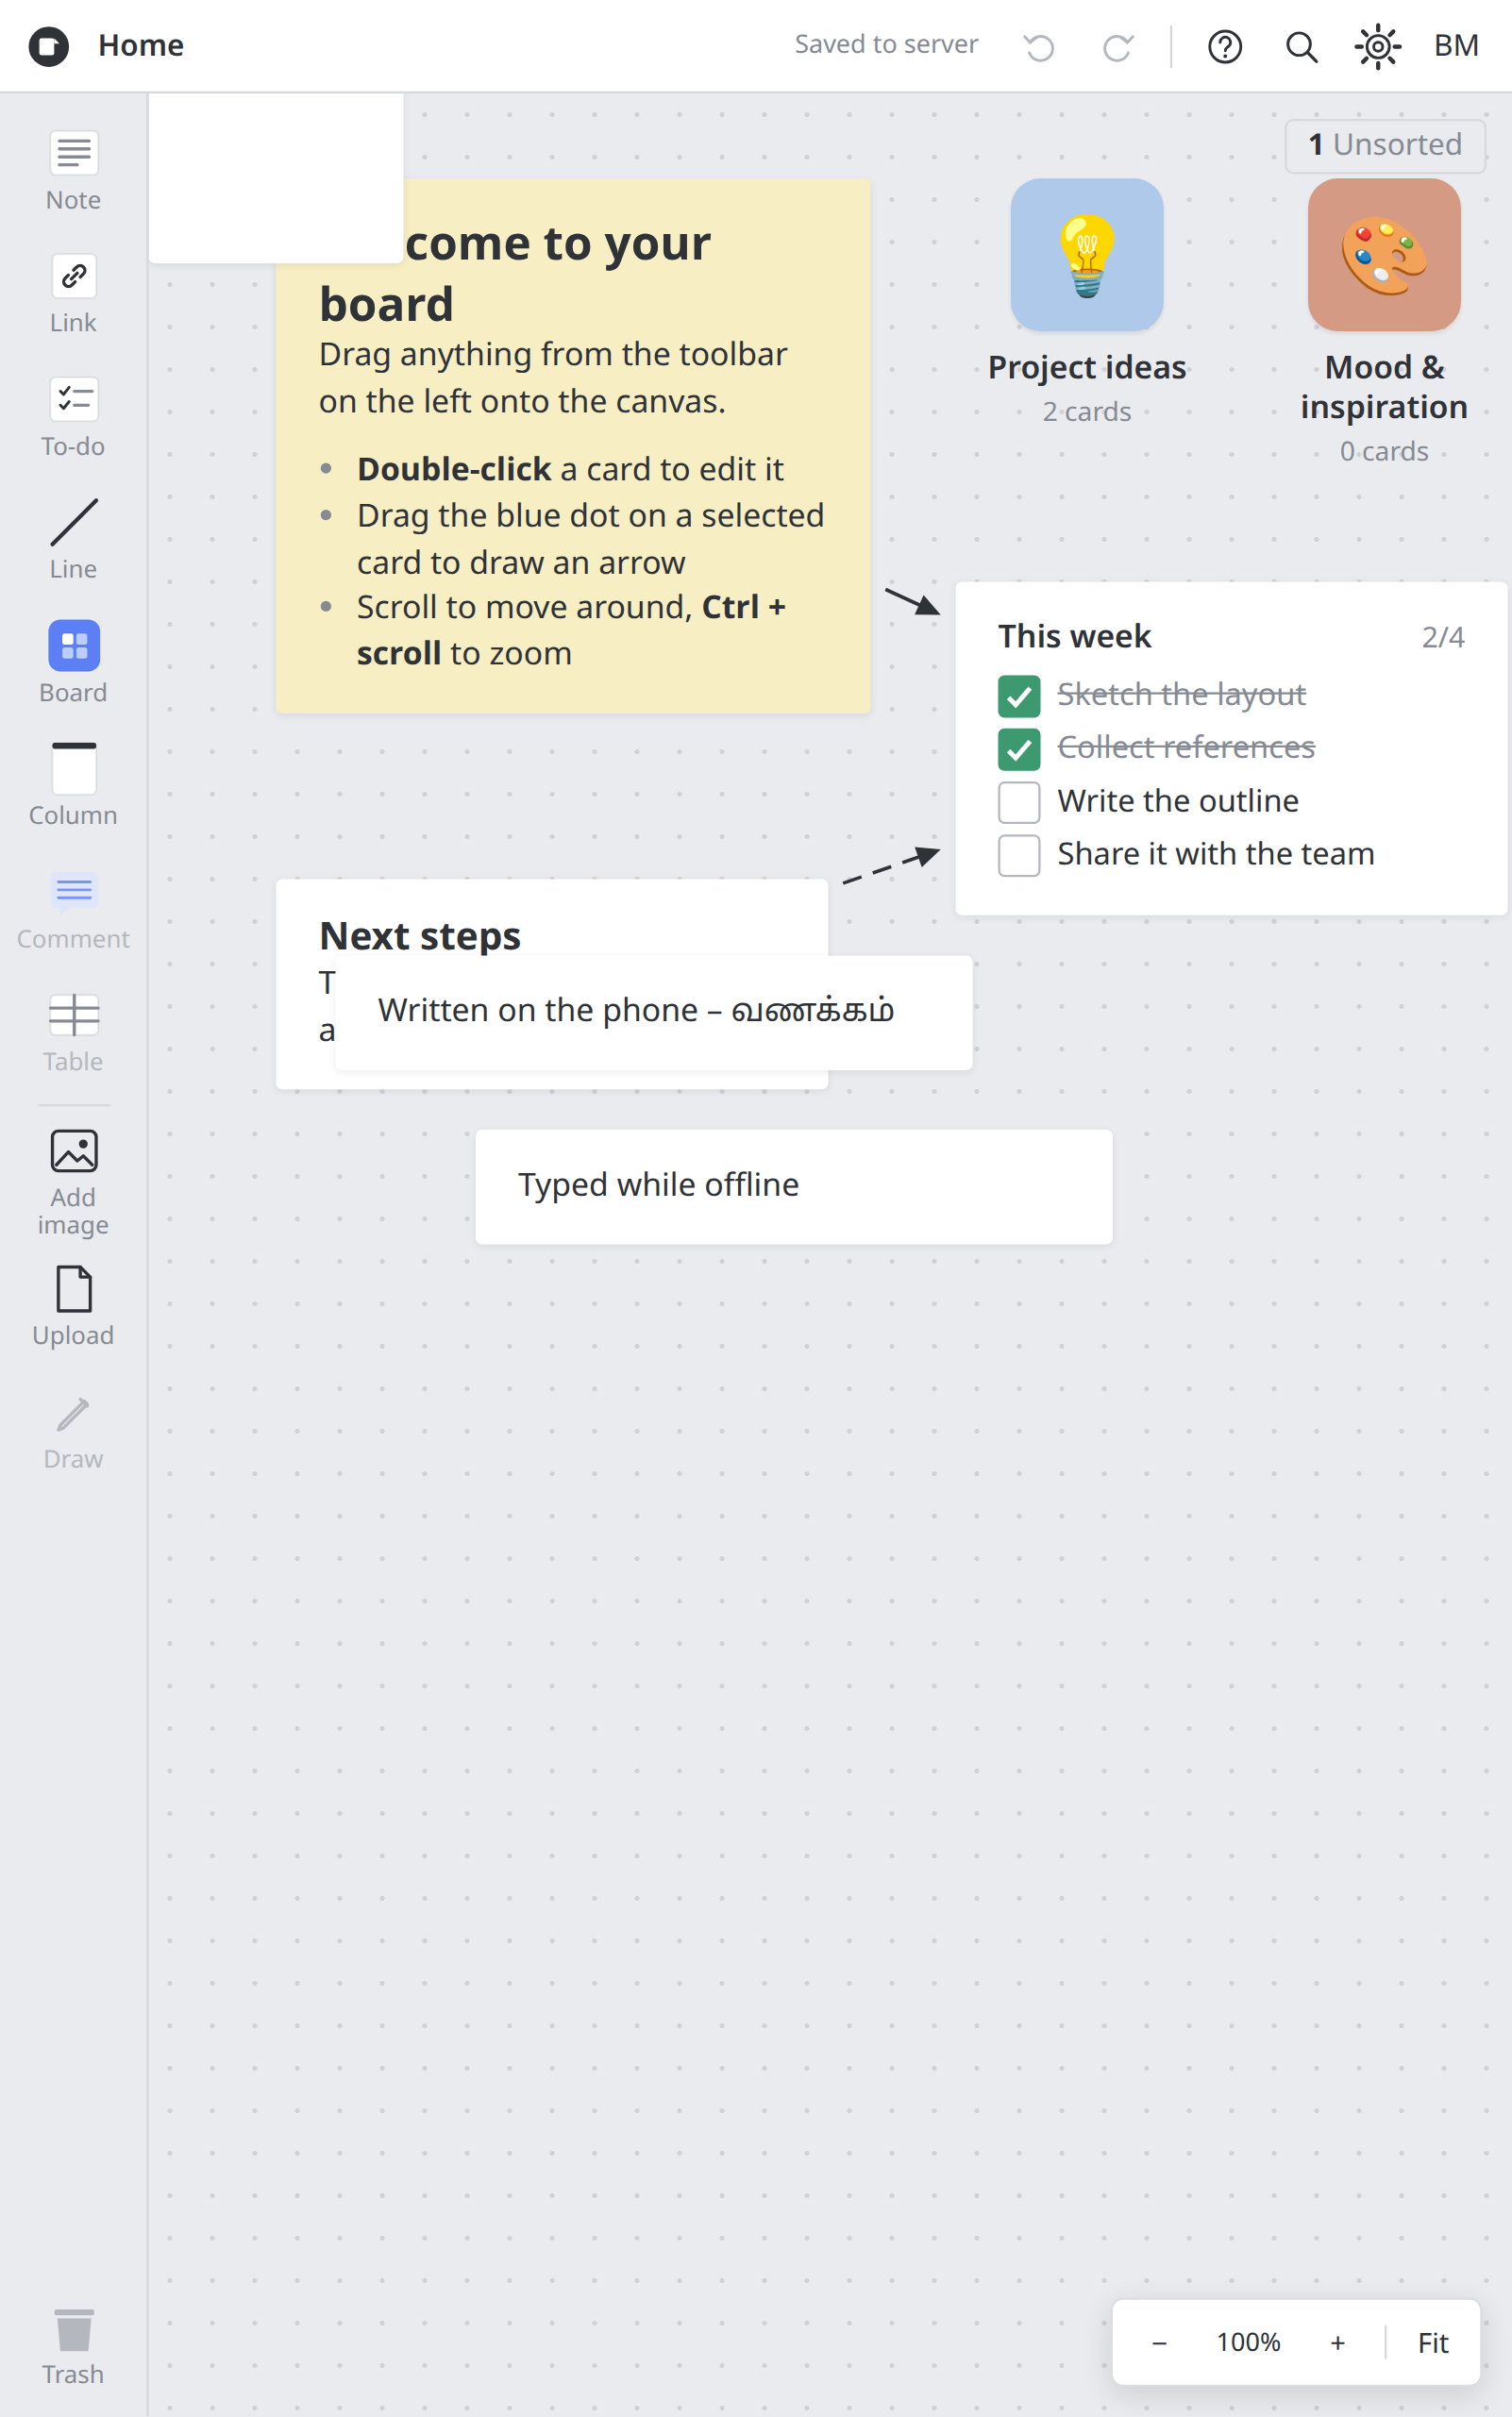 Home
Saved to server
BM
1 Unsorted
Note
Link
To-do
Line
Board
Column
Comment
Table
Add
image
Upload
Draw
Trash
come to your
board
Drag anything from the toolbar
on the left onto the canvas.
Double-click a card to edit it
Drag the blue dot on a selected
card to draw an arrow
Scroll to move around, Ctrl +
scroll to zoom
Project ideas
2 cards
Mood &
inspiration
0 cards
This week 2/4
Sketch the layout
Collect references
Write the outline
Share it with the team
Next steps
Written on the phone – வணக்கம்
Typed while offline
− 100% + Fit